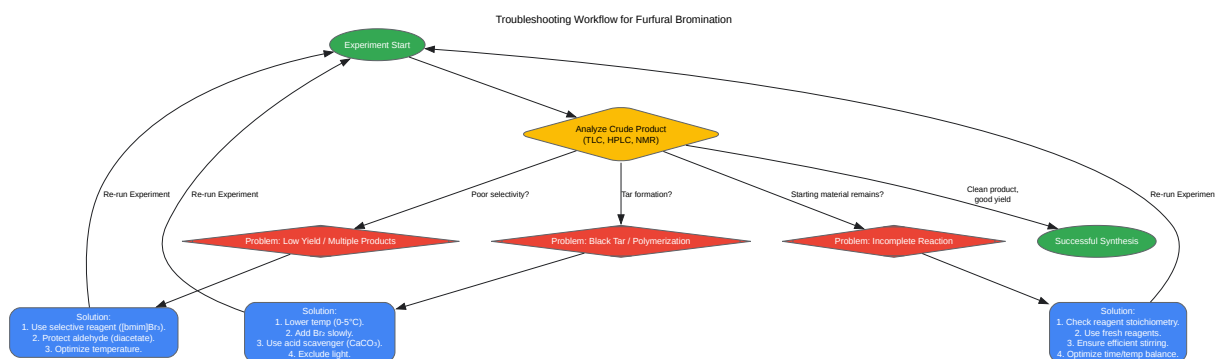 Troubleshooting Workflow for Furfural Bromination
Experiment Start
Analyze Crude Product
(TLC, HPLC, NMR)
Re-run Experiment
Re-run Experiment
Poor selectivity?
Tar formation?
Starting material remains?
Clean product,
good yield
Re-run Experimen
Problem: Low Yield / Multiple Products
Problem: Black Tar / Polymerization
Problem: Incomplete Reaction
Successful Synthesis
Solution:
1. Use selective reagent ([bmim]Br₃).
2. Protect aldehyde (diacetate).
3. Optimize temperature.
Solution:
1. Lower temp (0-5°C).
2. Add Br₂ slowly.
3. Use acid scavenger (CaCO₃).
4. Exclude light.
Solution:
1. Check reagent stoichiometry.
2. Use fresh reagents.
3. Ensure efficient stirring.
4. Optimize time/temp balance.